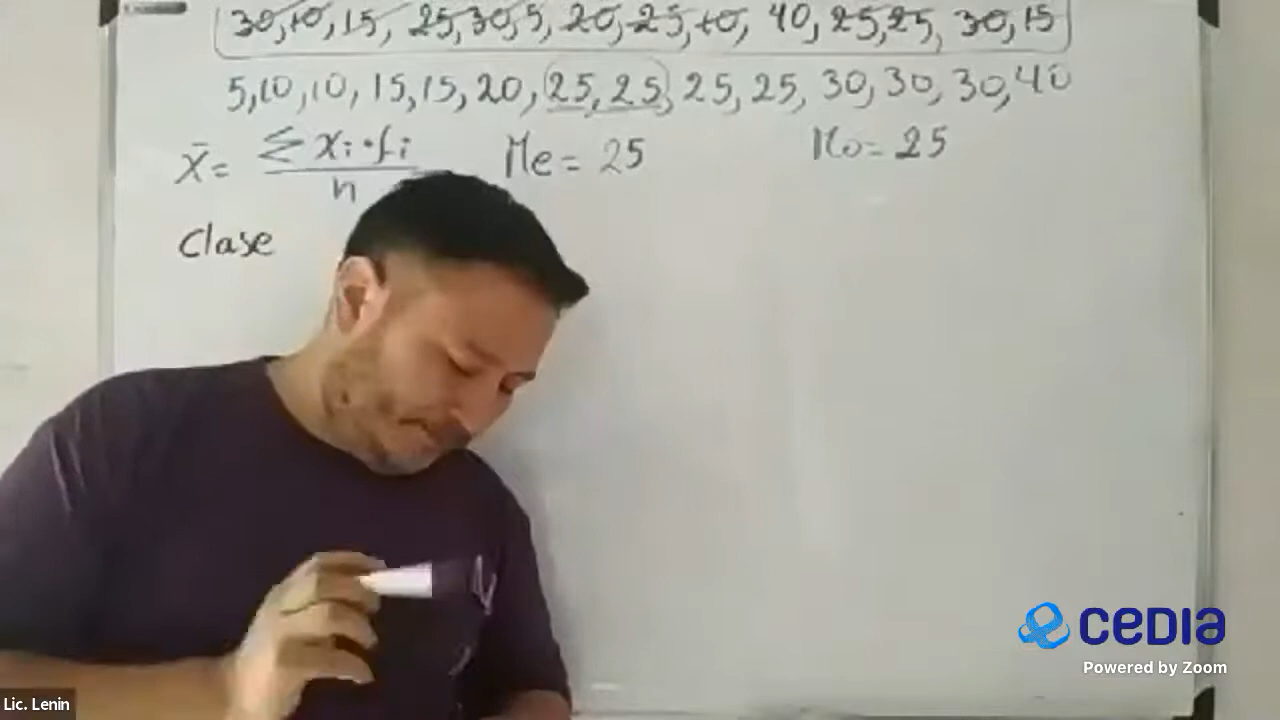 30, 10, 15, 25, 30, 5, 20, 25, 10, 40, 25, 25, 30, 15
5, 10, 10, 15, 15, 20, 25, 25, 25, 25, 30, 30, 30, 40
x̄ = Σ xi · fi / n Me = 25 Mo = 25
Clase
cedia
Powered by Zoom
Lic. Lenin